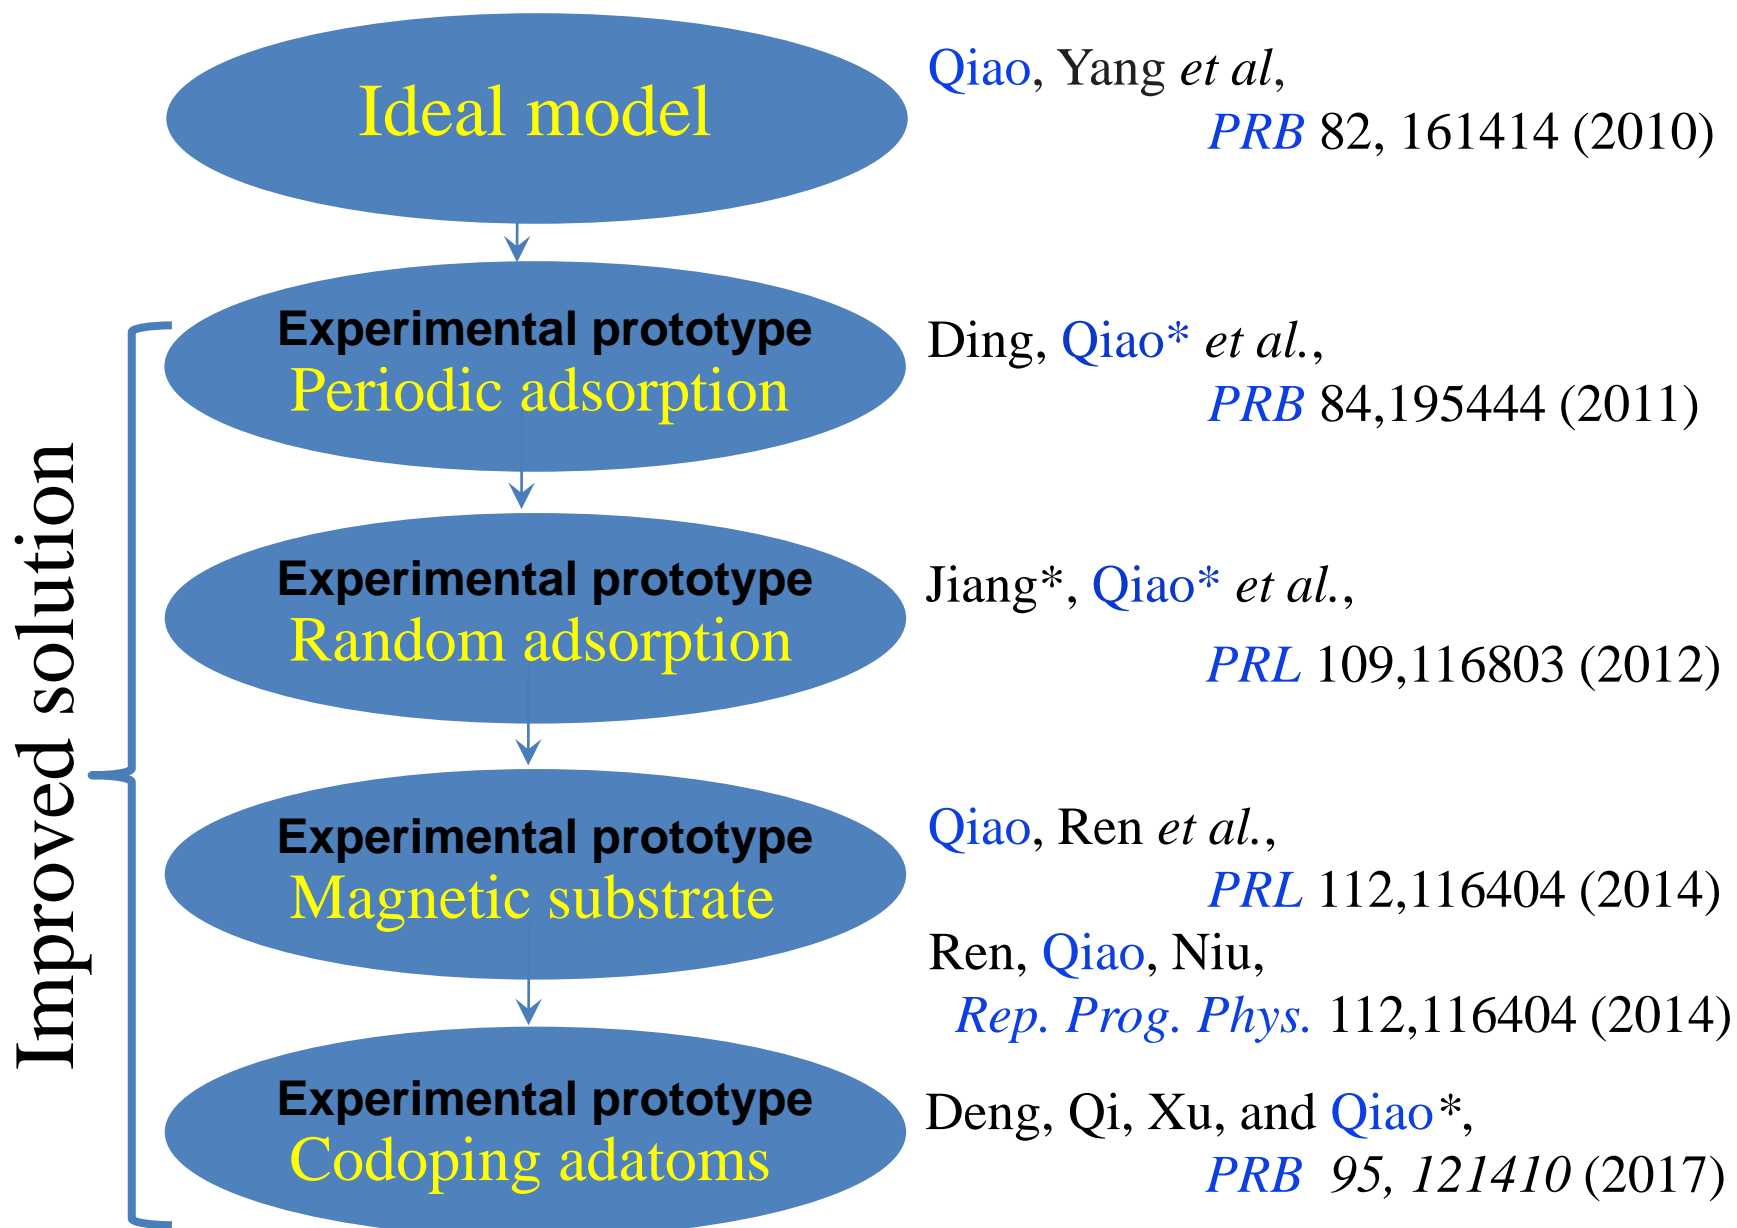 Ideal model
Qiao, Yang et al,
PRB 82, 161414 (2010)
Improved solution
Experimental prototype
Periodic adsorption
Ding, Qiao* et al.,
PRB 84,195444 (2011)
Experimental prototype
Random adsorption
Jiang*, Qiao* et al.,
PRL 109,116803 (2012)
Experimental prototype
Magnetic substrate
Qiao, Ren et al.,
PRL 112,116404 (2014)
Ren, Qiao, Niu,
Rep. Prog. Phys. 112,116404 (2014)
Experimental prototype
Codoping adatoms
Deng, Qi, Xu, and Qiao*,
PRB 95, 121410 (2017)